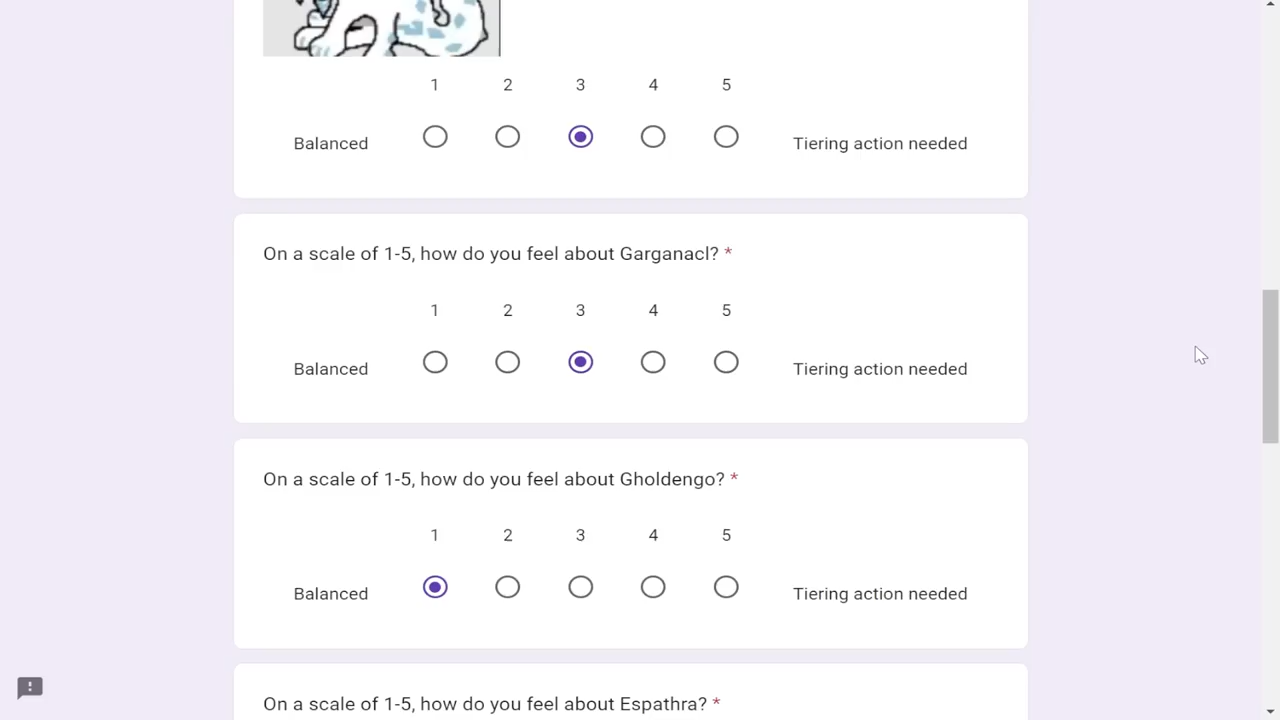 1 2 3 4 5
Balanced Tiering action needed
On a scale of 1-5, how do you feel about Garganacl? *
1 2 3 4 5
Balanced Tiering action needed
On a scale of 1-5, how do you feel about Gholdengo? *
1 2 3 4 5
Balanced Tiering action needed
On a scale of 1-5, how do you feel about Espathra? *